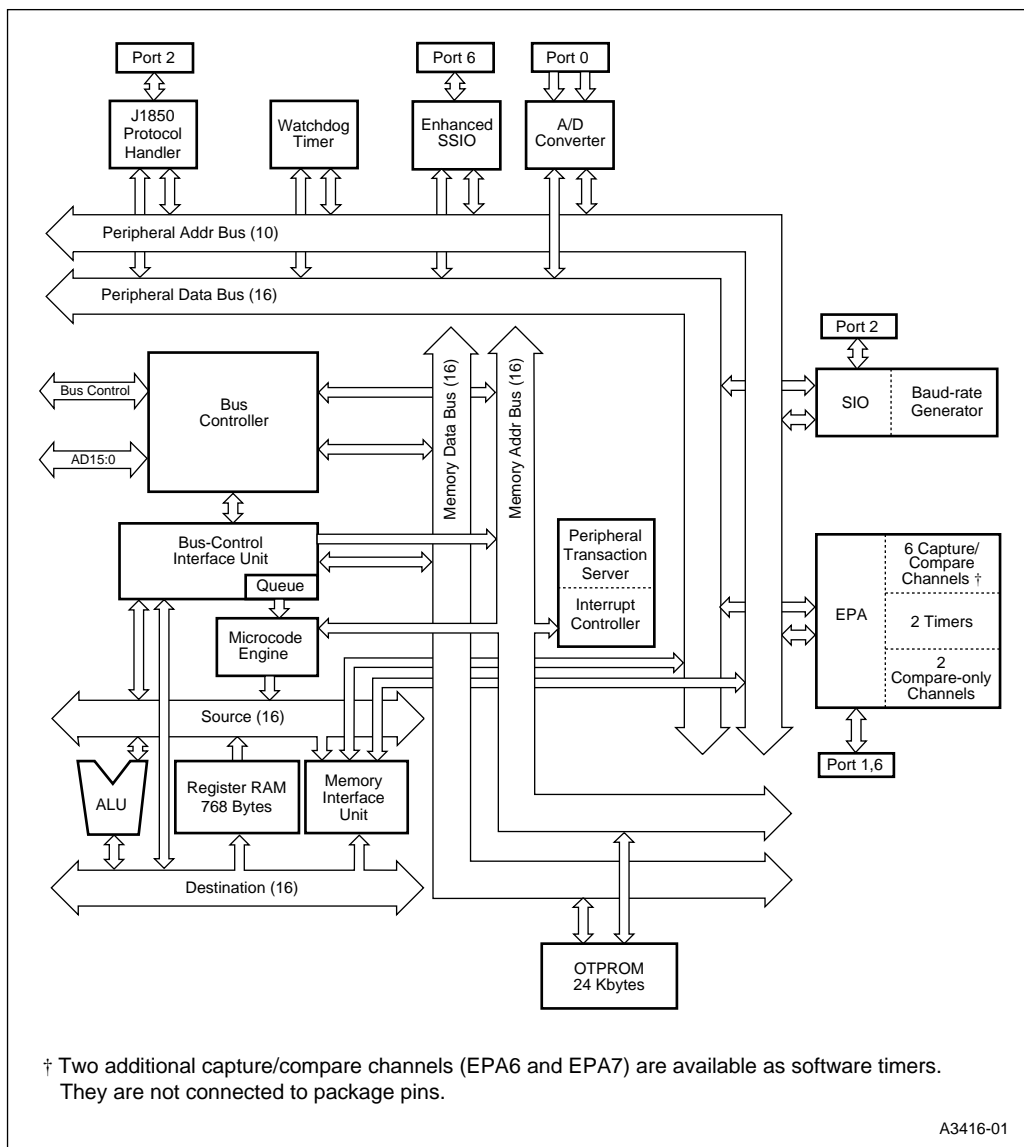 Port 2
Port 6
Port 0
J1850
Protocol
Handler
Watchdog
Timer
Enhanced
SSIO
A/D
Converter
Peripheral Addr Bus (10)
Peripheral Data Bus (16)
Port 2
SIO
Baud-rate
Generator
Bus Control
AD15:0
Bus
Controller
Memory Data Bus (16)
Memory Addr Bus (16)
Bus-Control
Interface Unit
Queue
Microcode
Engine
Peripheral
Transaction
Server
Interrupt
Controller
EPA
6 Capture/
Compare
Channels †
2 Timers
2
Compare-only
Channels
Port 1,6
Source (16)
ALU
Register RAM
768 Bytes
Memory
Interface
Unit
Destination (16)
OTPROM
24 Kbytes
† Two additional capture/compare channels (EPA6 and EPA7) are available as software timers.
They are not connected to package pins.
A3416-01